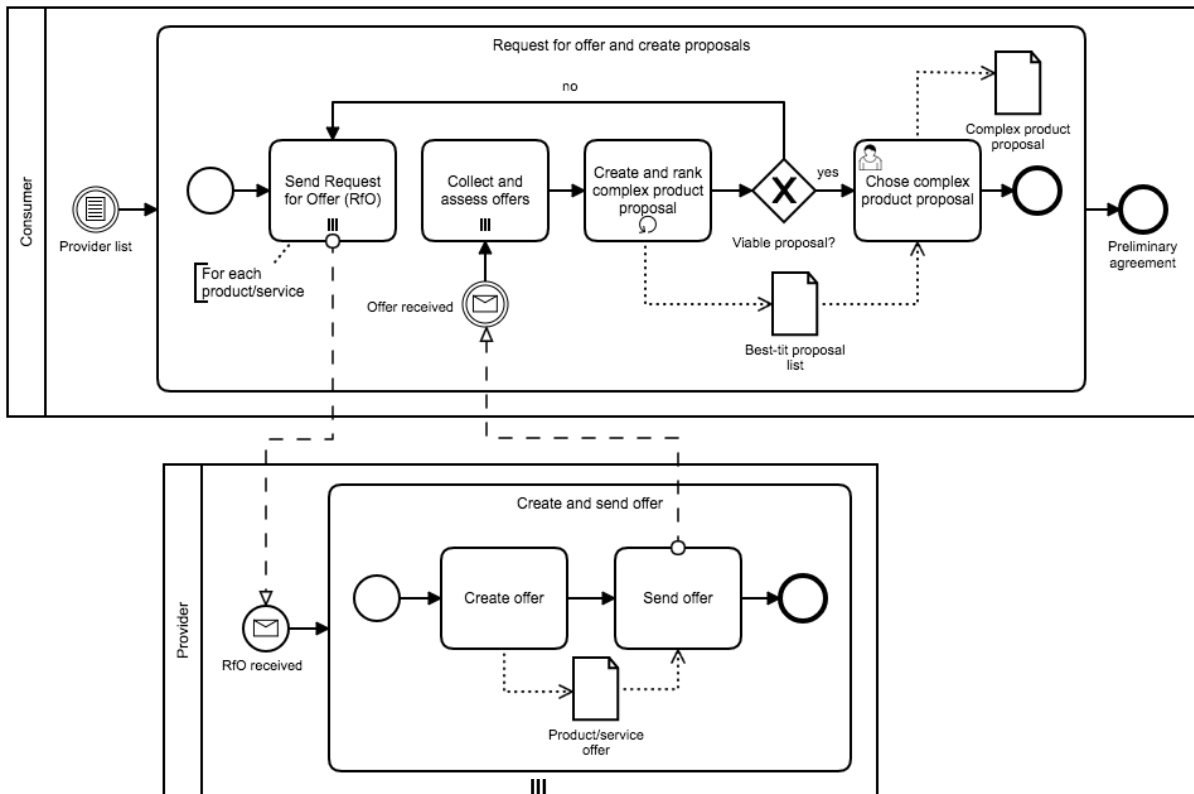 Consumer
Request for offer and create proposals
no
Complex product
proposal
Send Request
for Offer (RfO)
Collect and
assess offers
Create and rank
complex product
proposal
yes
Chose complex
product proposal
Provider list
Viable proposal?
Preliminary
agreement
For each
product/service
Offer received
Best-tit proposal
list
Provider
Create and send offer
Create offer
Send offer
RfO received
Product/service
offer